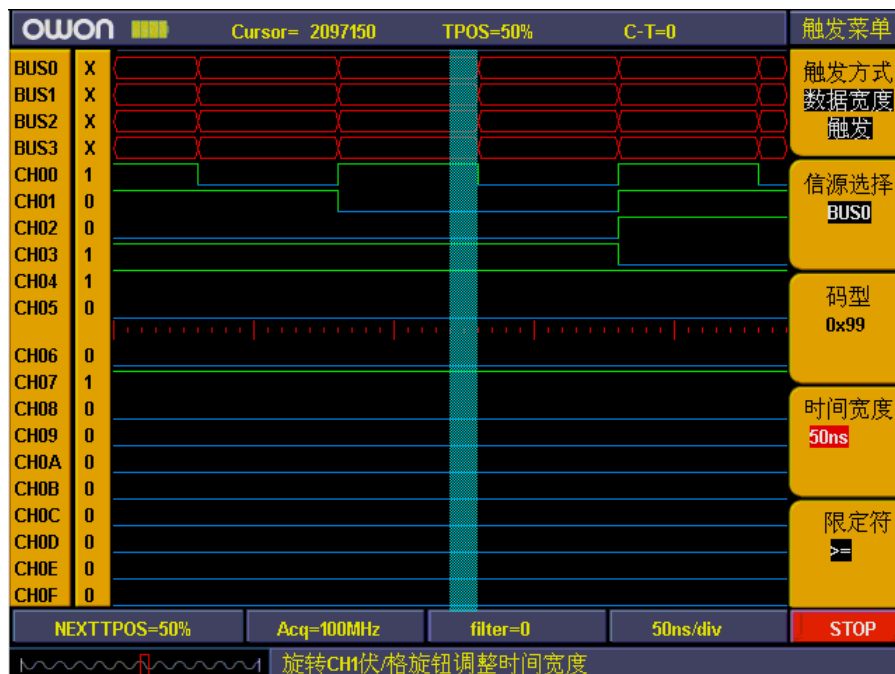 owon Cursor= 2097150 TPOS=50% C-T=0 触发菜单
BUS0 X
BUS1 X
BUS2 X
BUS3 X
CH00 1
CH01 0
CH02 0
CH03 1
CH04 1
CH05 0
CH06 0
CH07 1
CH08 0
CH09 0
CH0A 0
CH0B 0
CH0C 0
CH0D 0
CH0E 0
CH0F 0
触发方式
数据宽度
触发
信源选择
BUS0
码型
0x99
时间宽度
50ns
限定符
>=
NEXTTPOS=50% Acq=100MHz filter=0 50ns/div STOP
旋转CH1伏/格旋钮调整时间宽度